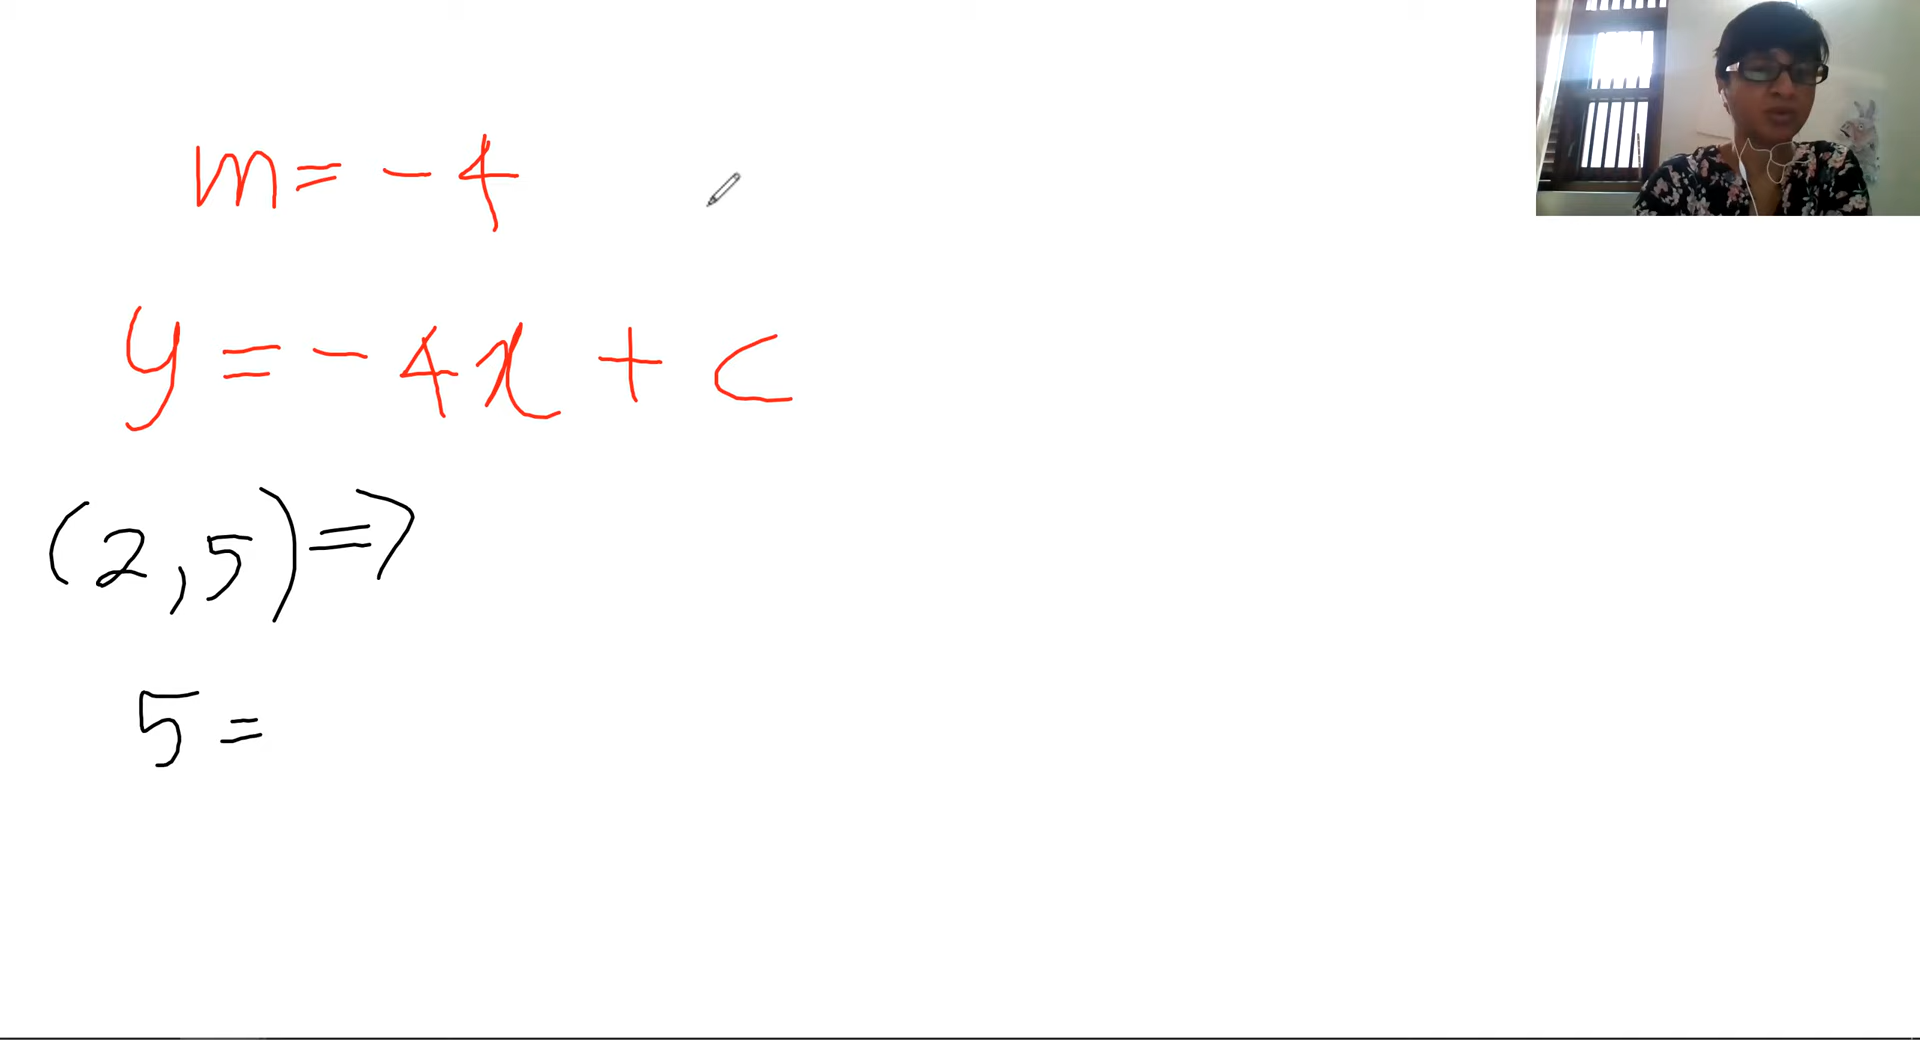 m = -4
y = -4x + c
(2,5) =>
5 =